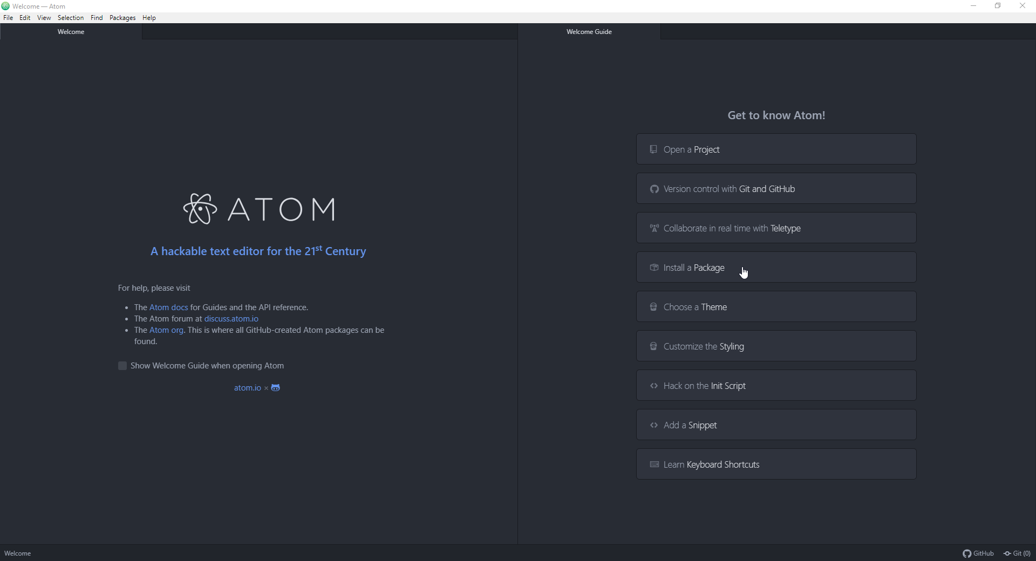 Welcome — Atom
File Edit View Selection Find Packages Help
Welcome
Welcome Guide
ATOM
A hackable text editor for the 21st Century
For help, please visit
• The Atom docs for Guides and the API reference.
• The Atom forum at discuss.atom.io
• The Atom org. This is where all GitHub-created Atom packages can be
found.
Show Welcome Guide when opening Atom
atom.io ×
Get to know Atom!
Open a Project
Version control with Git and GitHub
Collaborate in real time with Teletype
Install a Package
Choose a Theme
Customize the Styling
Hack on the Init Script
Add a Snippet
Learn Keyboard Shortcuts
Welcome
GitHub Git (0)